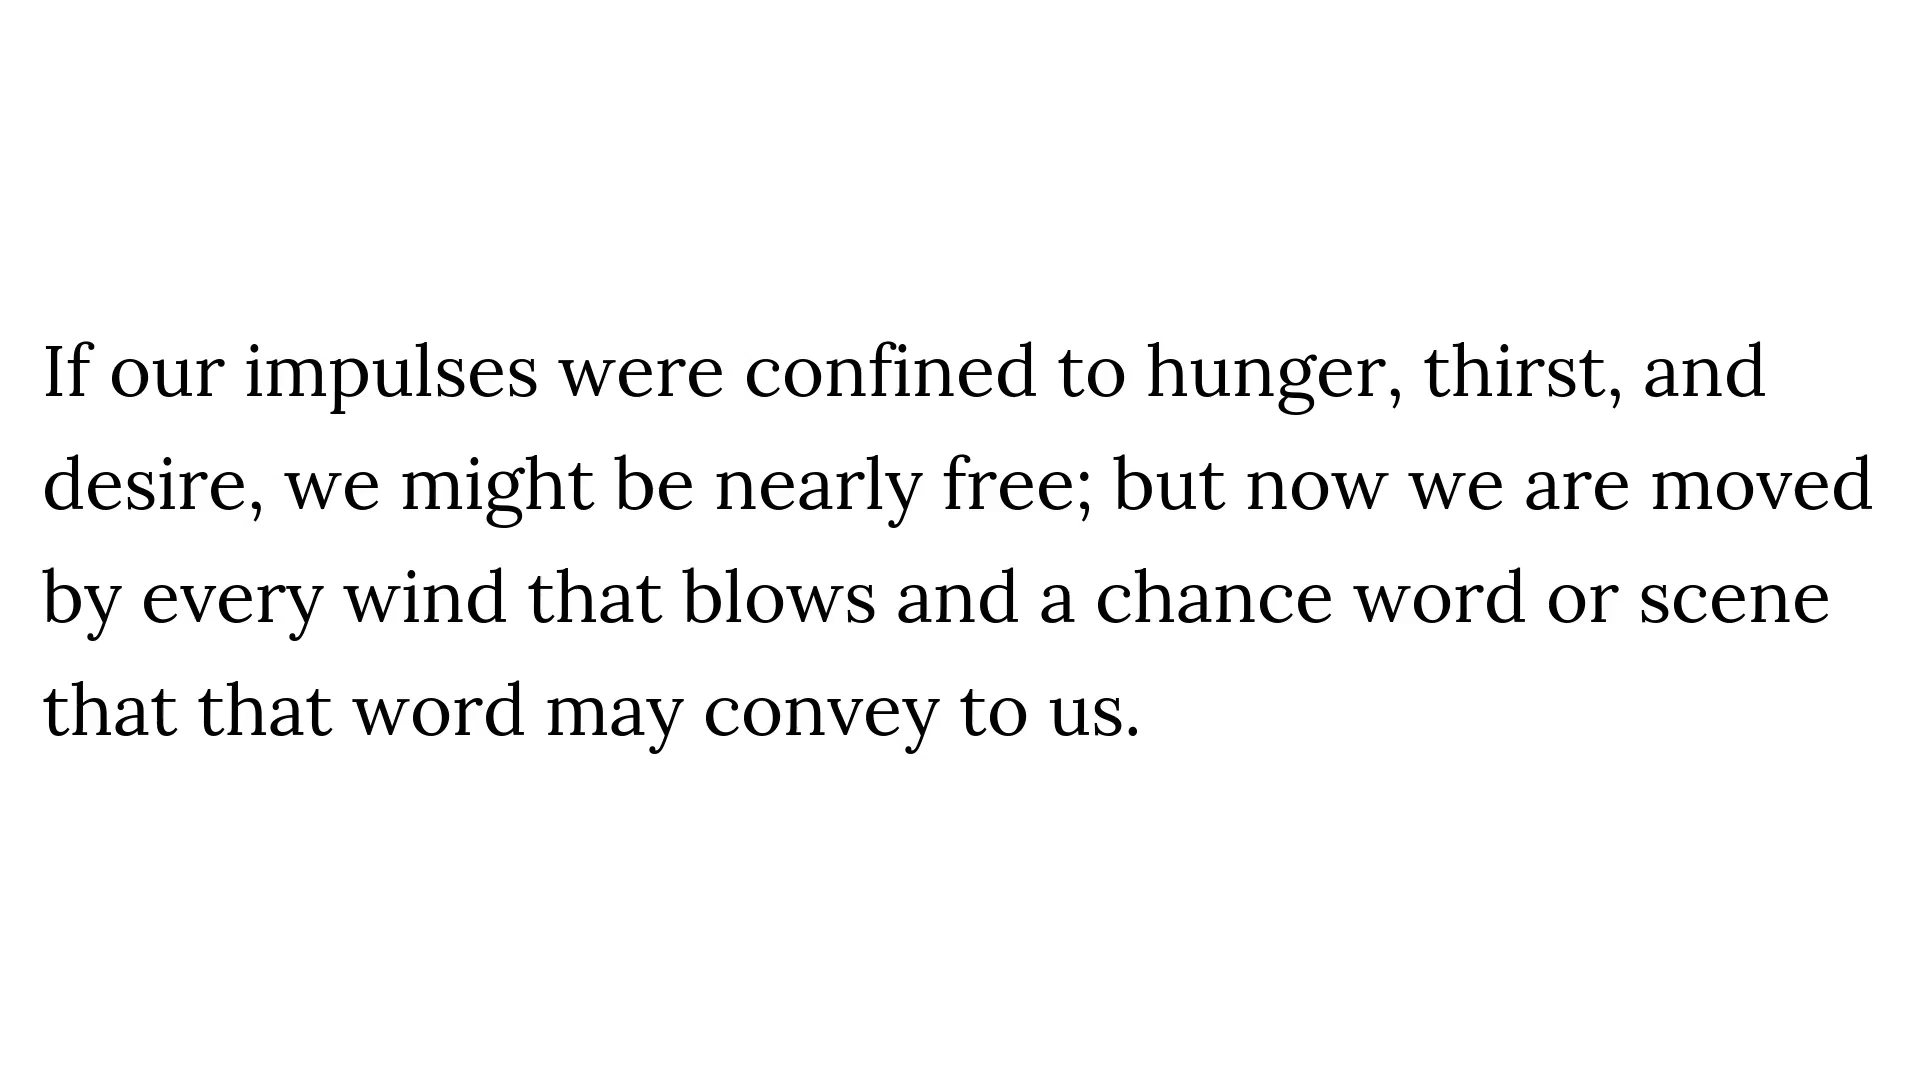 If our impulses were confined to hunger, thirst, and
desire, we might be nearly free; but now we are moved
by every wind that blows and a chance word or scene
that that word may convey to us.